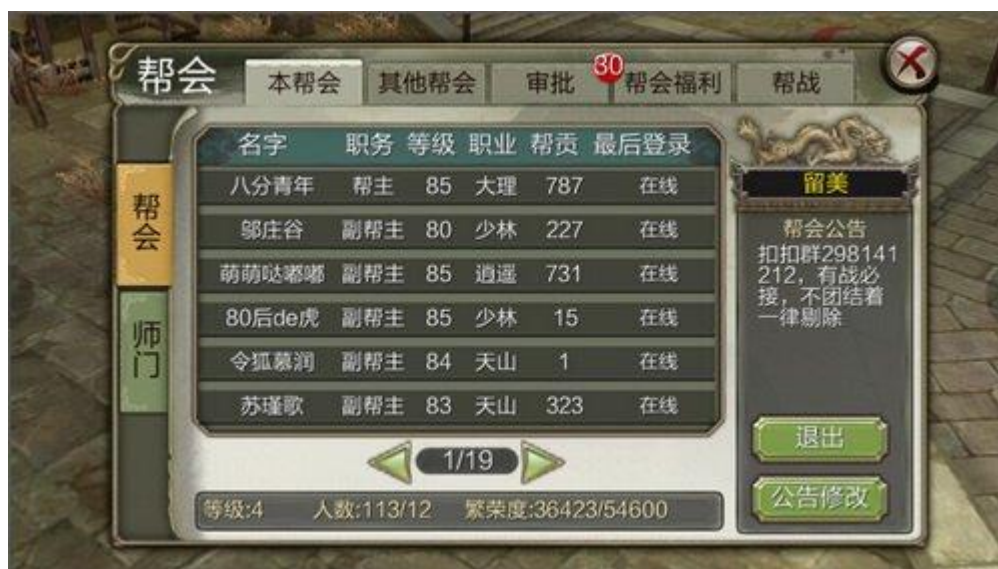 帮会 本帮会 其他帮会 审批 30 帮会福利 帮战
帮会
师门
名字 职务 等级 职业 帮贡 最后登录
八分青年 帮主 85 大理 787 在线
邬庄谷 副帮主 80 少林 227 在线
萌萌哒嘟嘟 副帮主 85 逍遥 731 在线
80后de虎 副帮主 85 少林 15 在线
令狐慕润 副帮主 84 天山 1 在线
苏瑾歌 副帮主 83 天山 323 在线
1/19
等级:4 人数:113/12 繁荣度:36423/54600
留美
帮会公告
扣扣群298141
212，有战必
接，不团结着
一律剔除
退出
公告修改